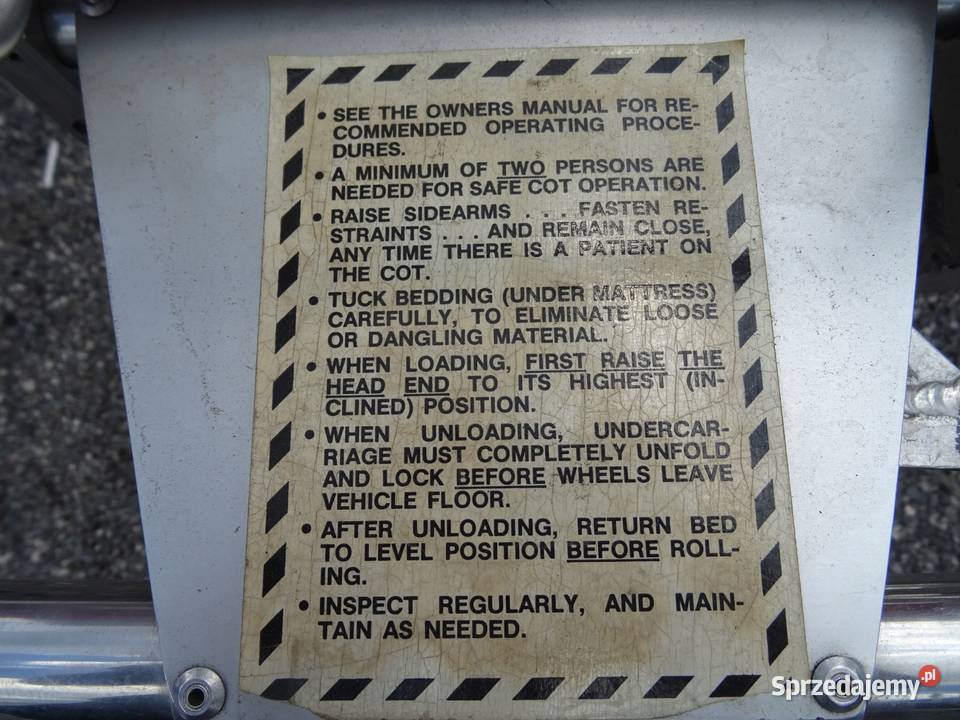 • SEE THE OWNERS MANUAL FOR RE-
COMMENDED OPERATING PROCE-
DURES.
• A MINIMUM OF TWO PERSONS ARE
NEEDED FOR SAFE COT OPERATION.
• RAISE SIDEARMS . . . FASTEN RE-
STRAINTS . . . AND REMAIN CLOSE,
ANY TIME THERE IS A PATIENT ON
THE COT.
• TUCK BEDDING (UNDER MATTRESS)
CAREFULLY, TO ELIMINATE LOOSE
OR DANGLING MATERIAL.
• WHEN LOADING, FIRST RAISE THE
HEAD END TO ITS HIGHEST (IN-
CLINED) POSITION.
• WHEN UNLOADING, UNDERCAR-
RIAGE MUST COMPLETELY UNFOLD
AND LOCK BEFORE WHEELS LEAVE
VEHICLE FLOOR.
• AFTER UNLOADING, RETURN BED
TO LEVEL POSITION BEFORE ROLL-
ING.
• INSPECT REGULARLY, AND MAIN-
TAIN AS NEEDED.
Sprzedajemy.pl